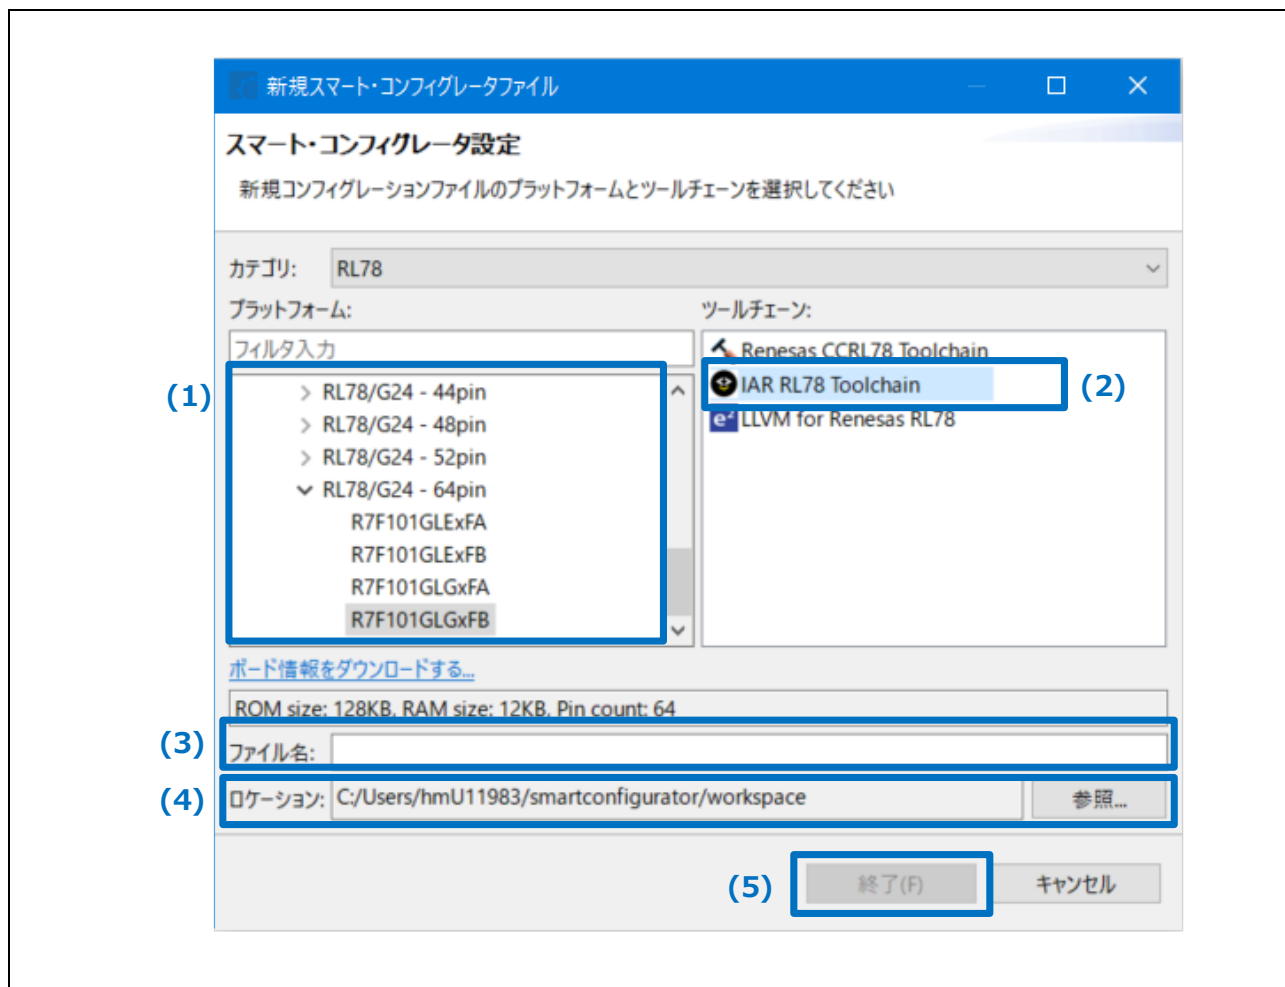 新規スマート・コンフィグレータファイル
スマート・コンフィグレータ設定
新規コンフィグレーションファイルのプラットフォームとツールチェーンを選択してください
カテゴリ: RL78
プラットフォーム:
フィルタ入力
(1)
RL78/G24 - 44pin
RL78/G24 - 48pin
RL78/G24 - 52pin
RL78/G24 - 64pin
R7F101GLExFA
R7F101GLExFB
R7F101GLGxFA
R7F101GLGxFB
ツールチェーン:
Renesas CCRL78 Toolchain
IAR RL78 Toolchain (2)
e² LLVM for Renesas RL78
ボード情報をダウンロードする...
ROM size: 128KB, RAM size: 12KB, Pin count: 64
(3) ファイル名:
(4) ロケーション: C:/Users/hmU11983/smartconfigurator/workspace 参照...
(5) 終了(F) キャンセル